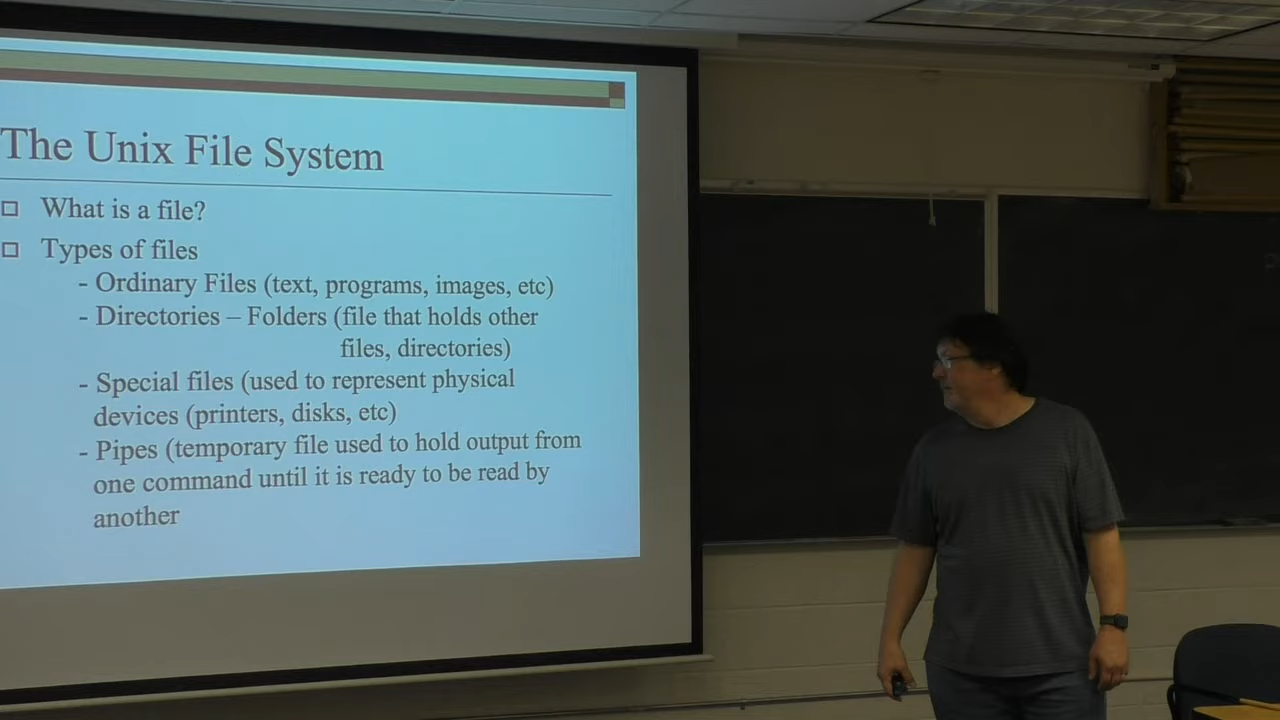 The Unix File System
What is a file?
Types of files
- Ordinary Files (text, programs, images, etc)
- Directories – Folders (file that holds other
files, directories)
- Special files (used to represent physical
devices (printers, disks, etc)
- Pipes (temporary file used to hold output from
one command until it is ready to be read by
another